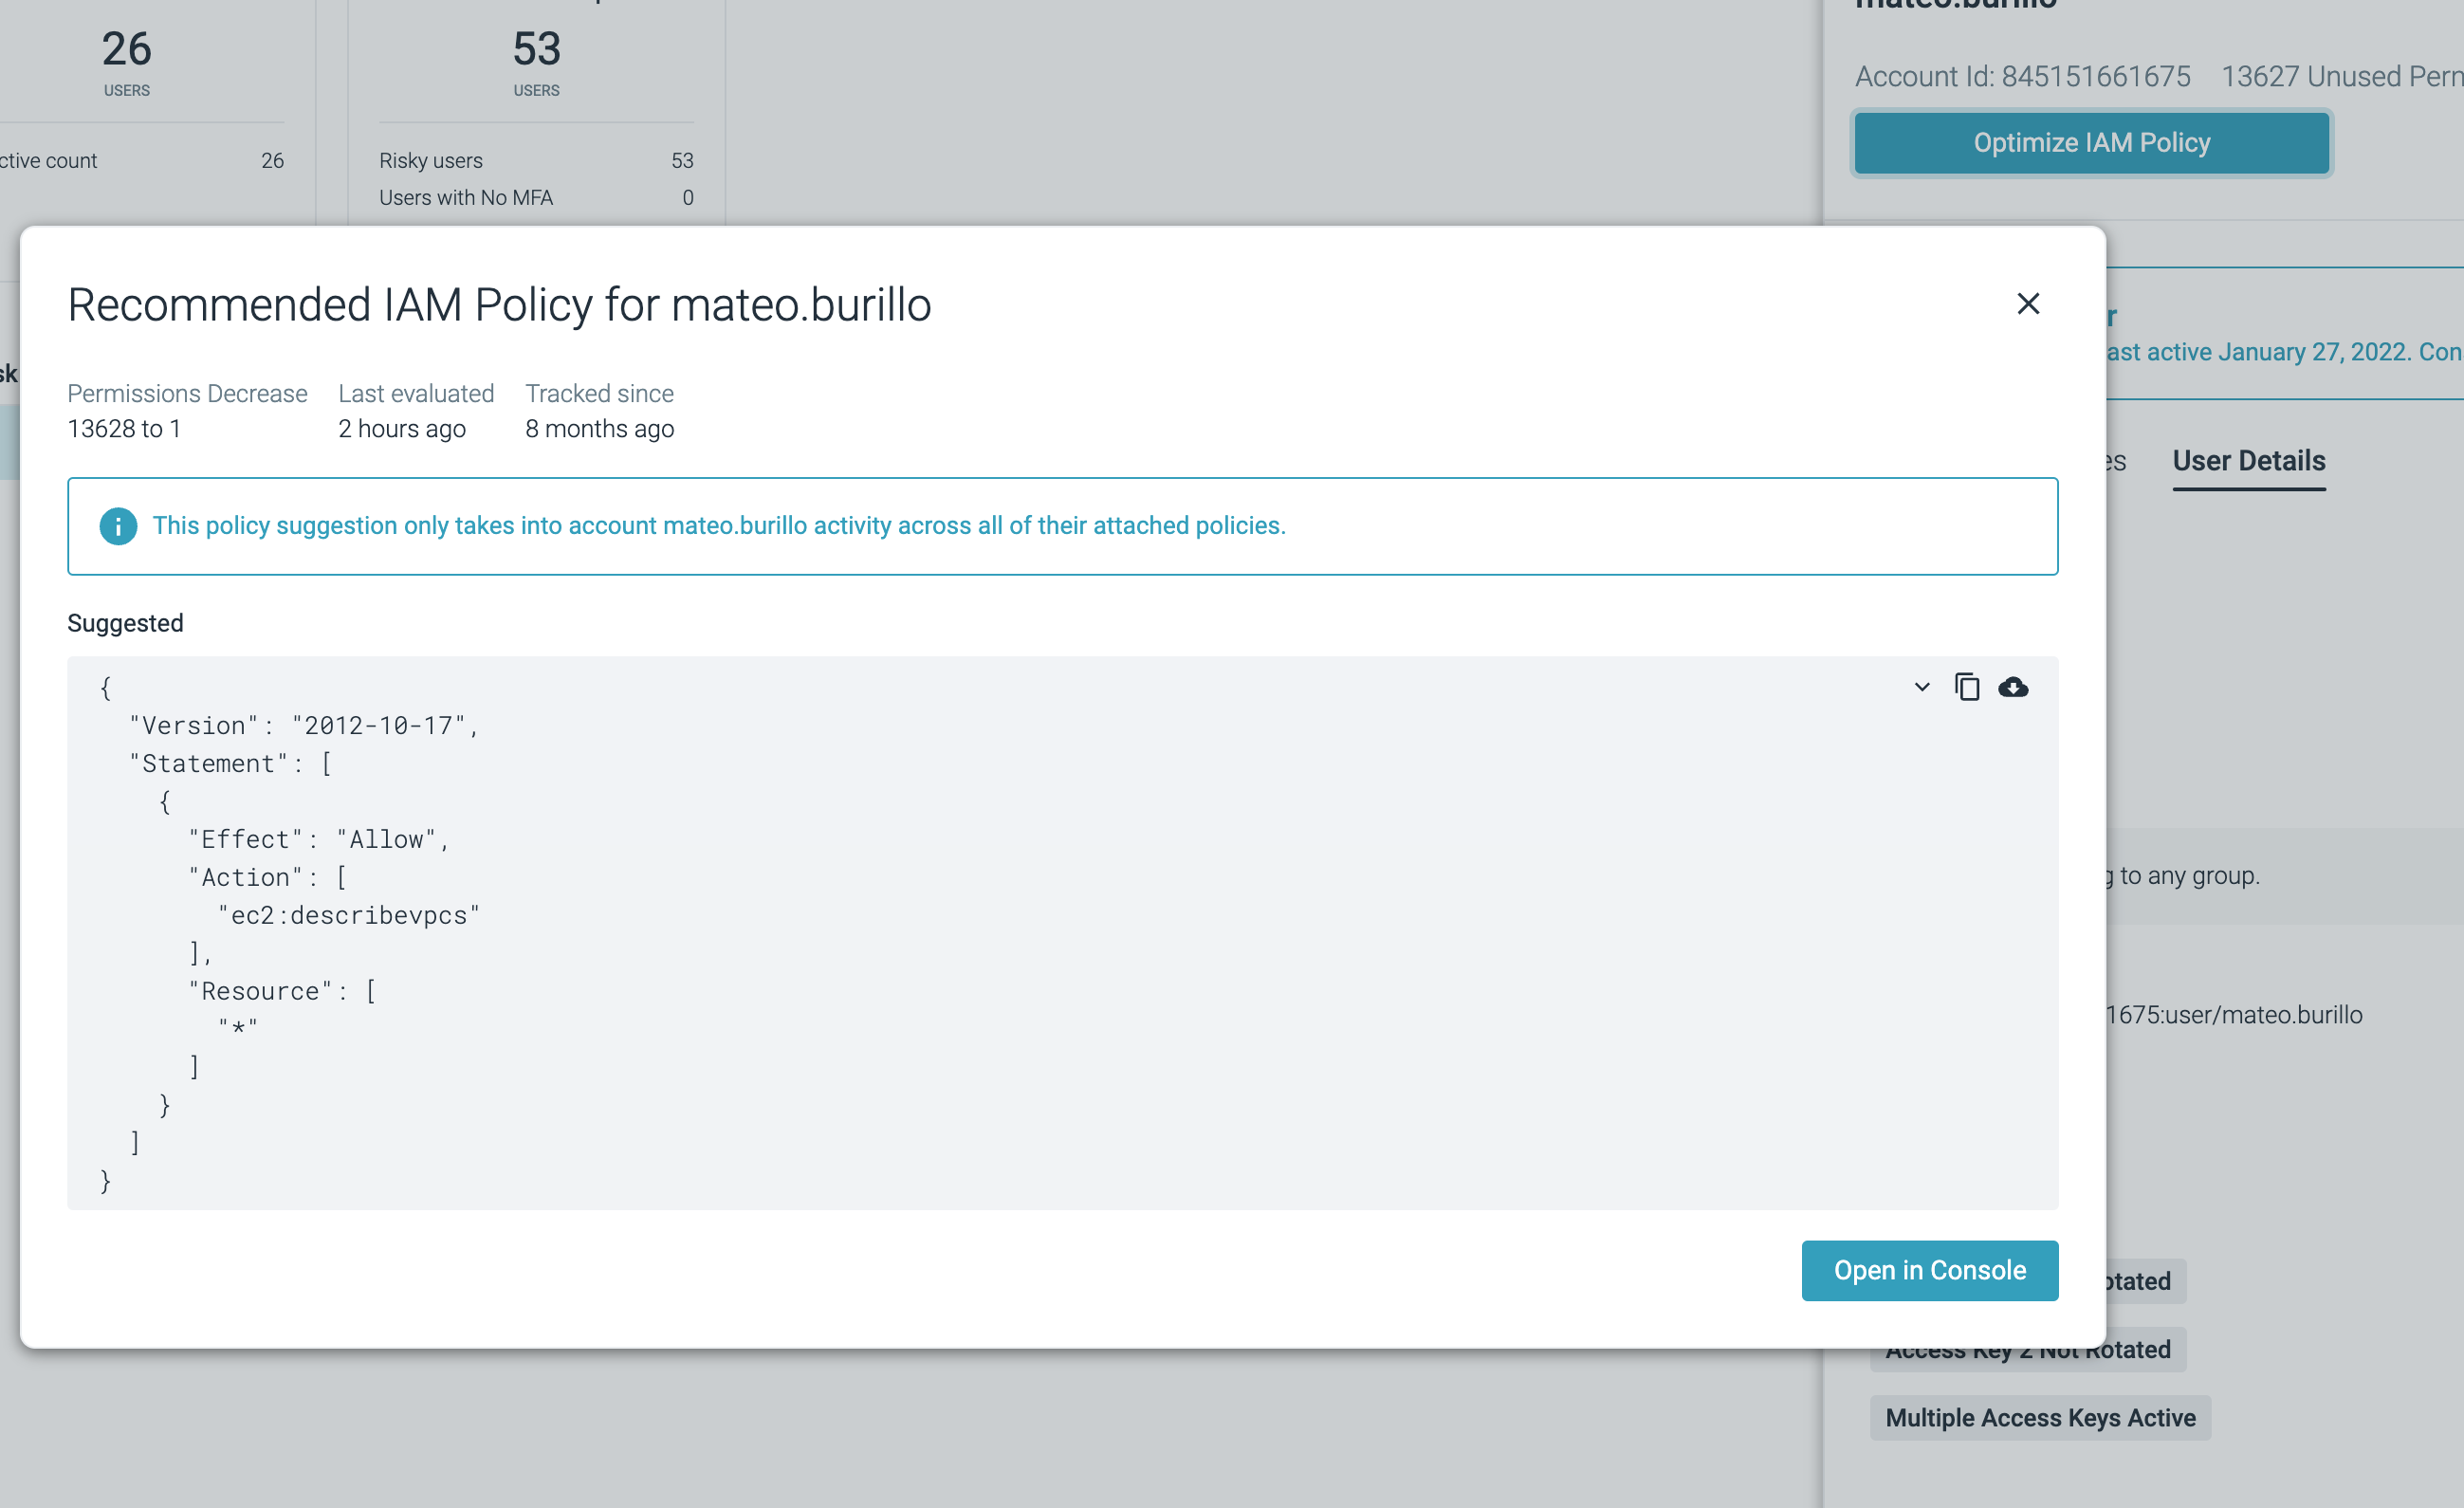 26
USERS
ctive count 26
53
USERS
Risky users 53
Users with No MFA 0
mateo.burillo
Account Id: 845151661675 13627 Unused Perm
Optimize IAM Policy
sk
Recommended IAM Policy for mateo.burillo
Permissions Decrease Last evaluated Tracked since
13628 to 1 2 hours ago 8 months ago
This policy suggestion only takes into account mateo.burillo activity across all of their attached policies.
Suggested
{
"Version": "2012-10-17",
"Statement": [
{
"Effect": "Allow",
"Action": [
"ec2:describevpcs"
],
"Resource": [
"*"
]
}
]
}
Open in Console
r
ast active January 27, 2022. Con
es User Details
g to any group.
1675:user/mateo.burillo
otated
Access Key 2 Not Rotated
Multiple Access Keys Active